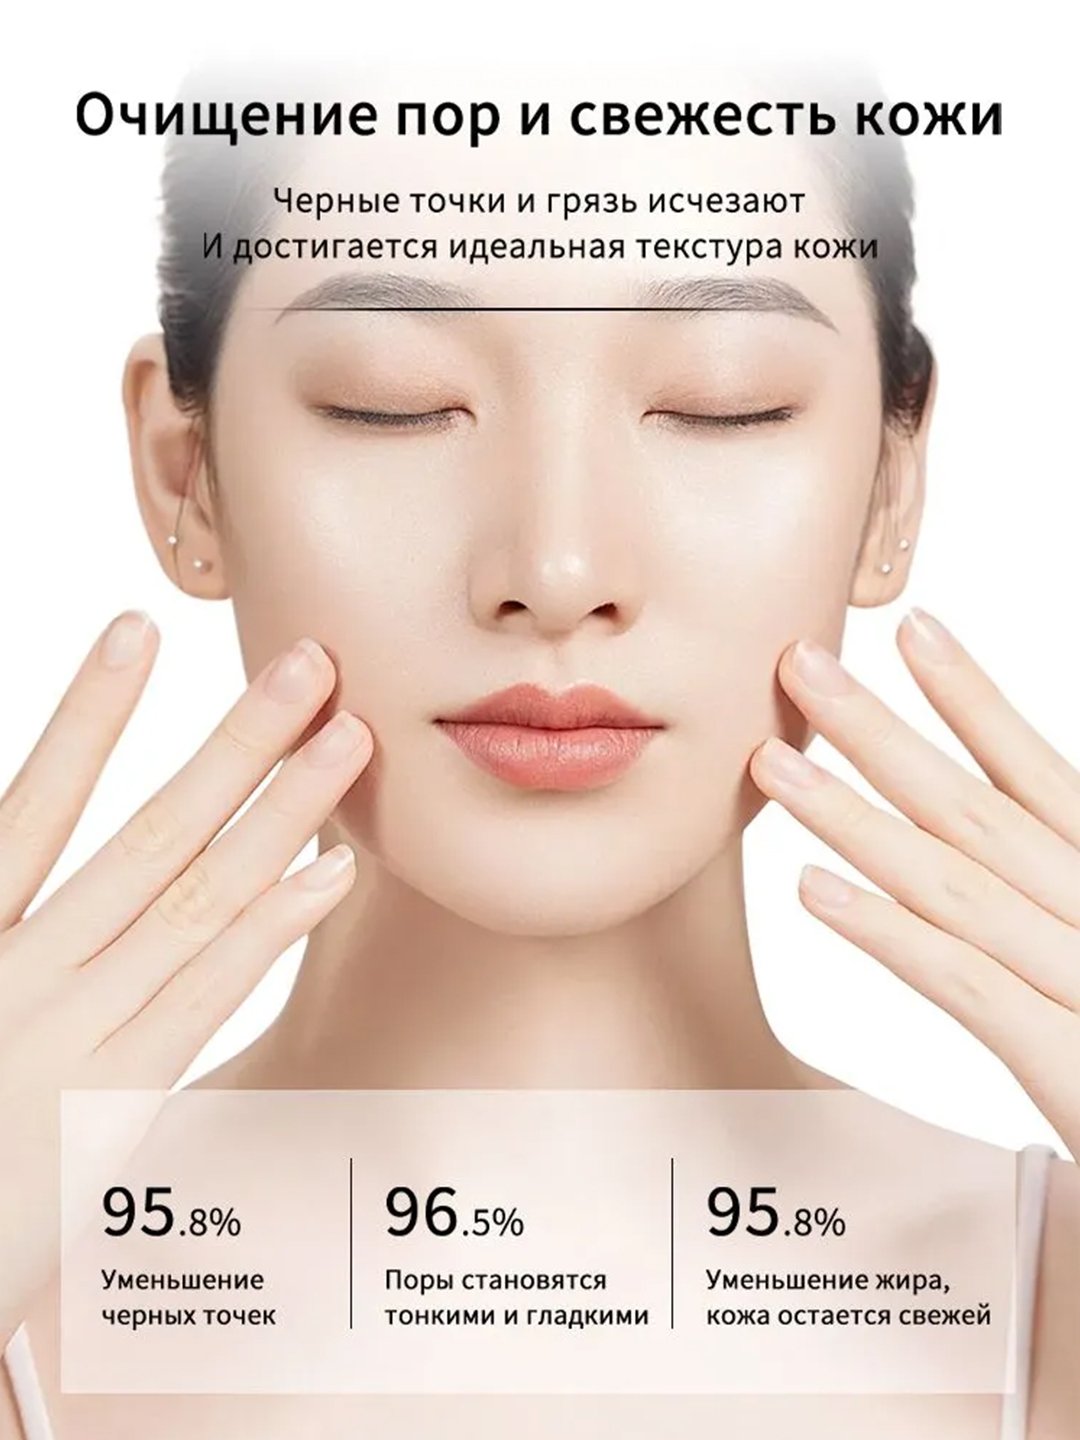 Очищение пор и свежесть кожи
Черные точки и грязь исчезают
И достигается идеальная текстура кожи
95.8%
Уменьшение
черных точек
96.5%
Поры становятся
тонкими и гладкими
95.8%
Уменьшение жира,
кожа остается свежей